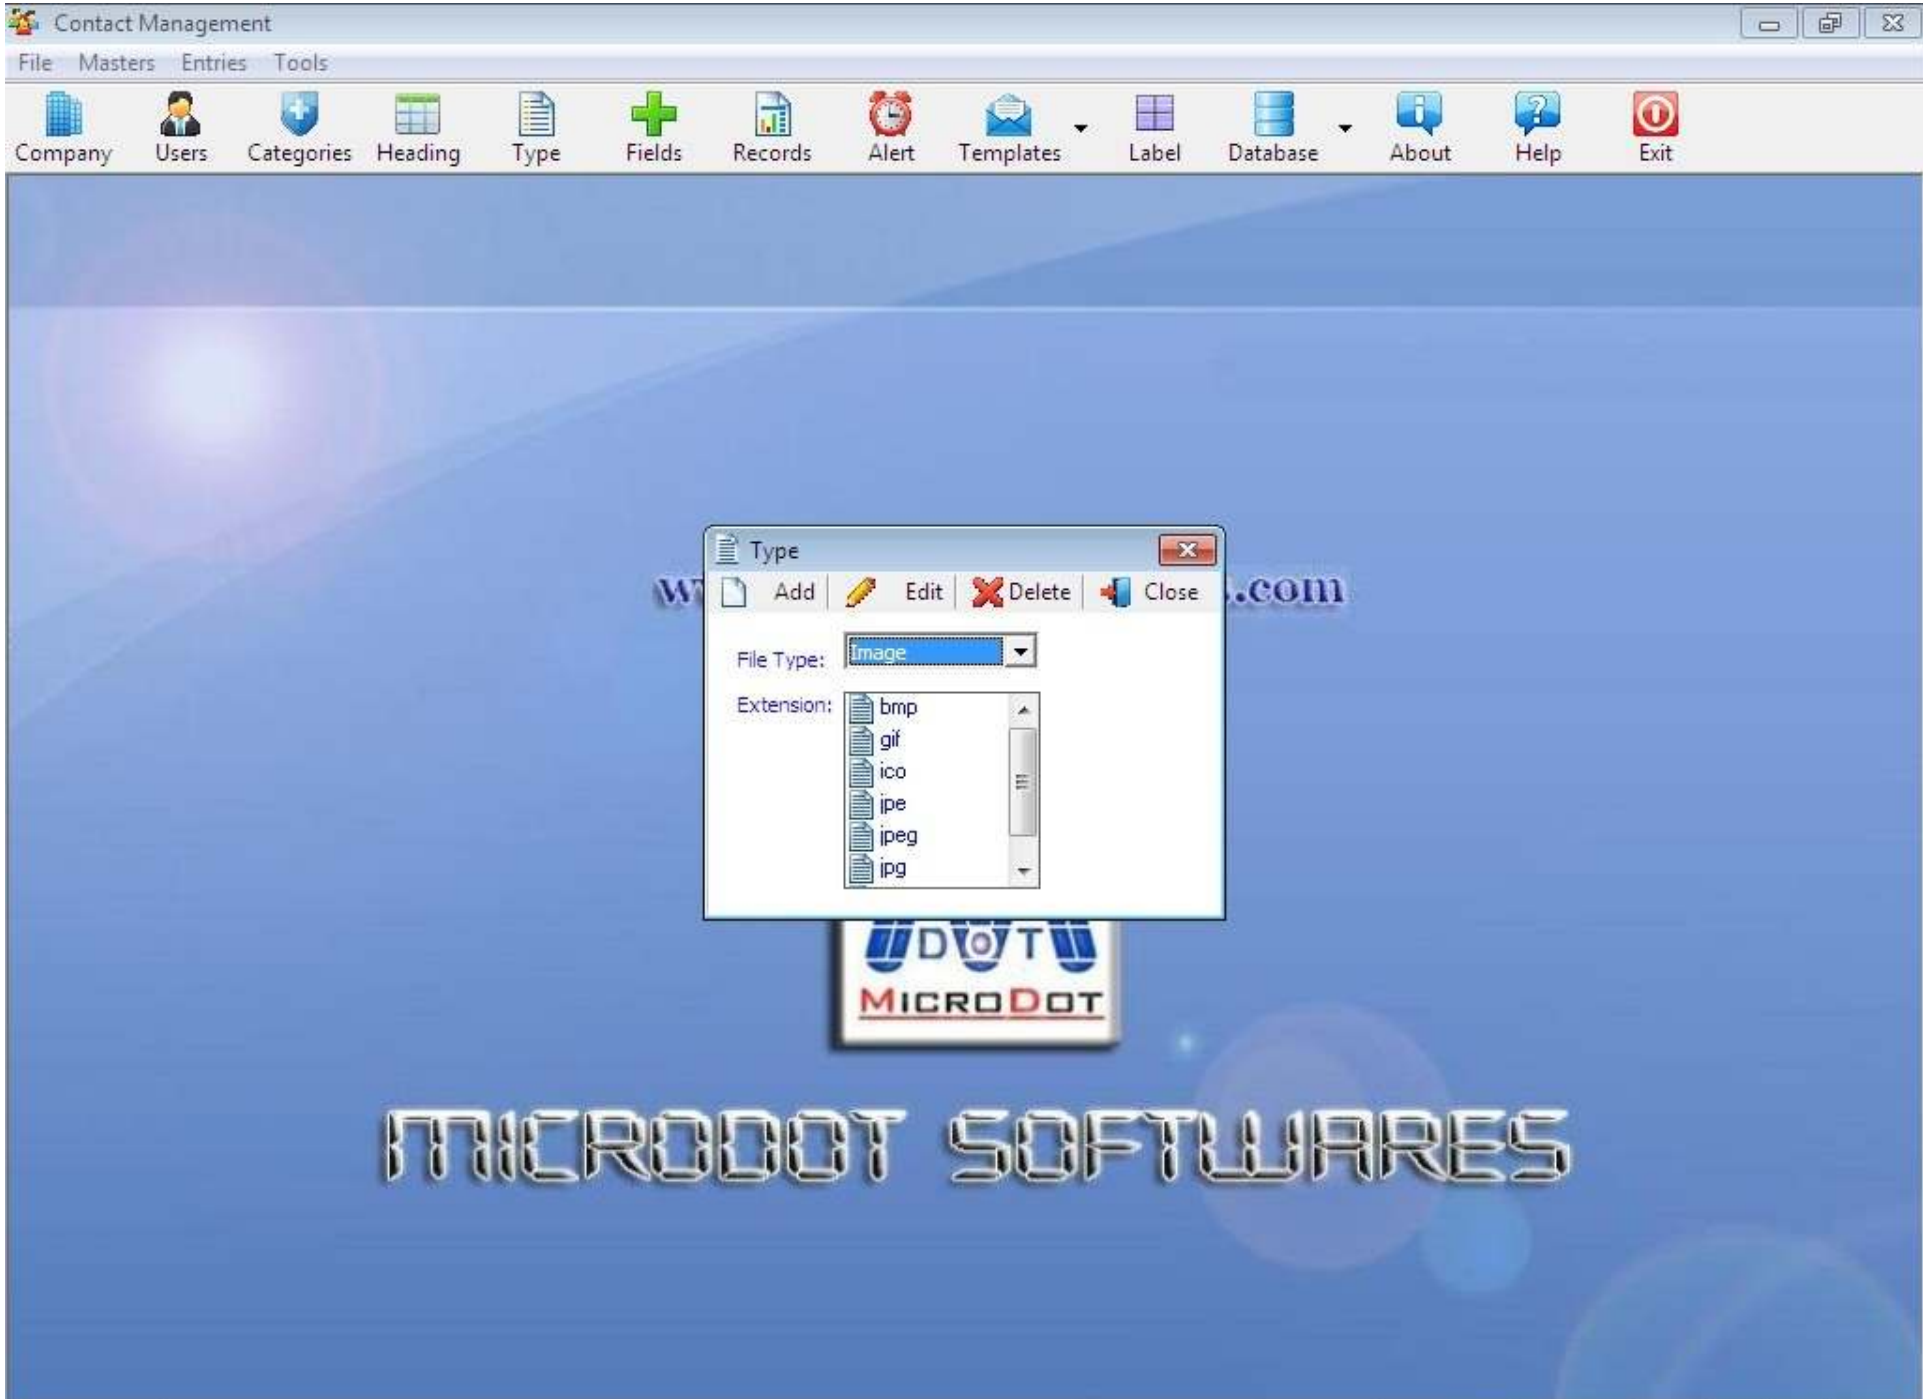 Contact Management
File Masters Entries Tools
Company Users Categories Heading Type Fields Records Alert Templates Label Database About Help Exit
Type
Add Edit Delete Close
.com
File Type: Image
Extension: bmp
gif
ico
jpe
jpeg
jpg
DOT
MICRODOT
MICRODOT SOFTWARES